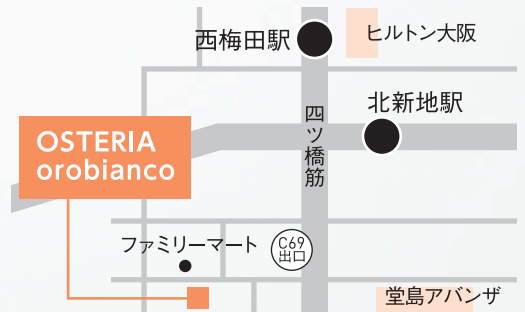 西梅田駅
ヒルトン大阪
北新地駅
四ツ橋筋
OSTERIA
orobianco
ファミリーマート
C69
出口
堂島アバンザ